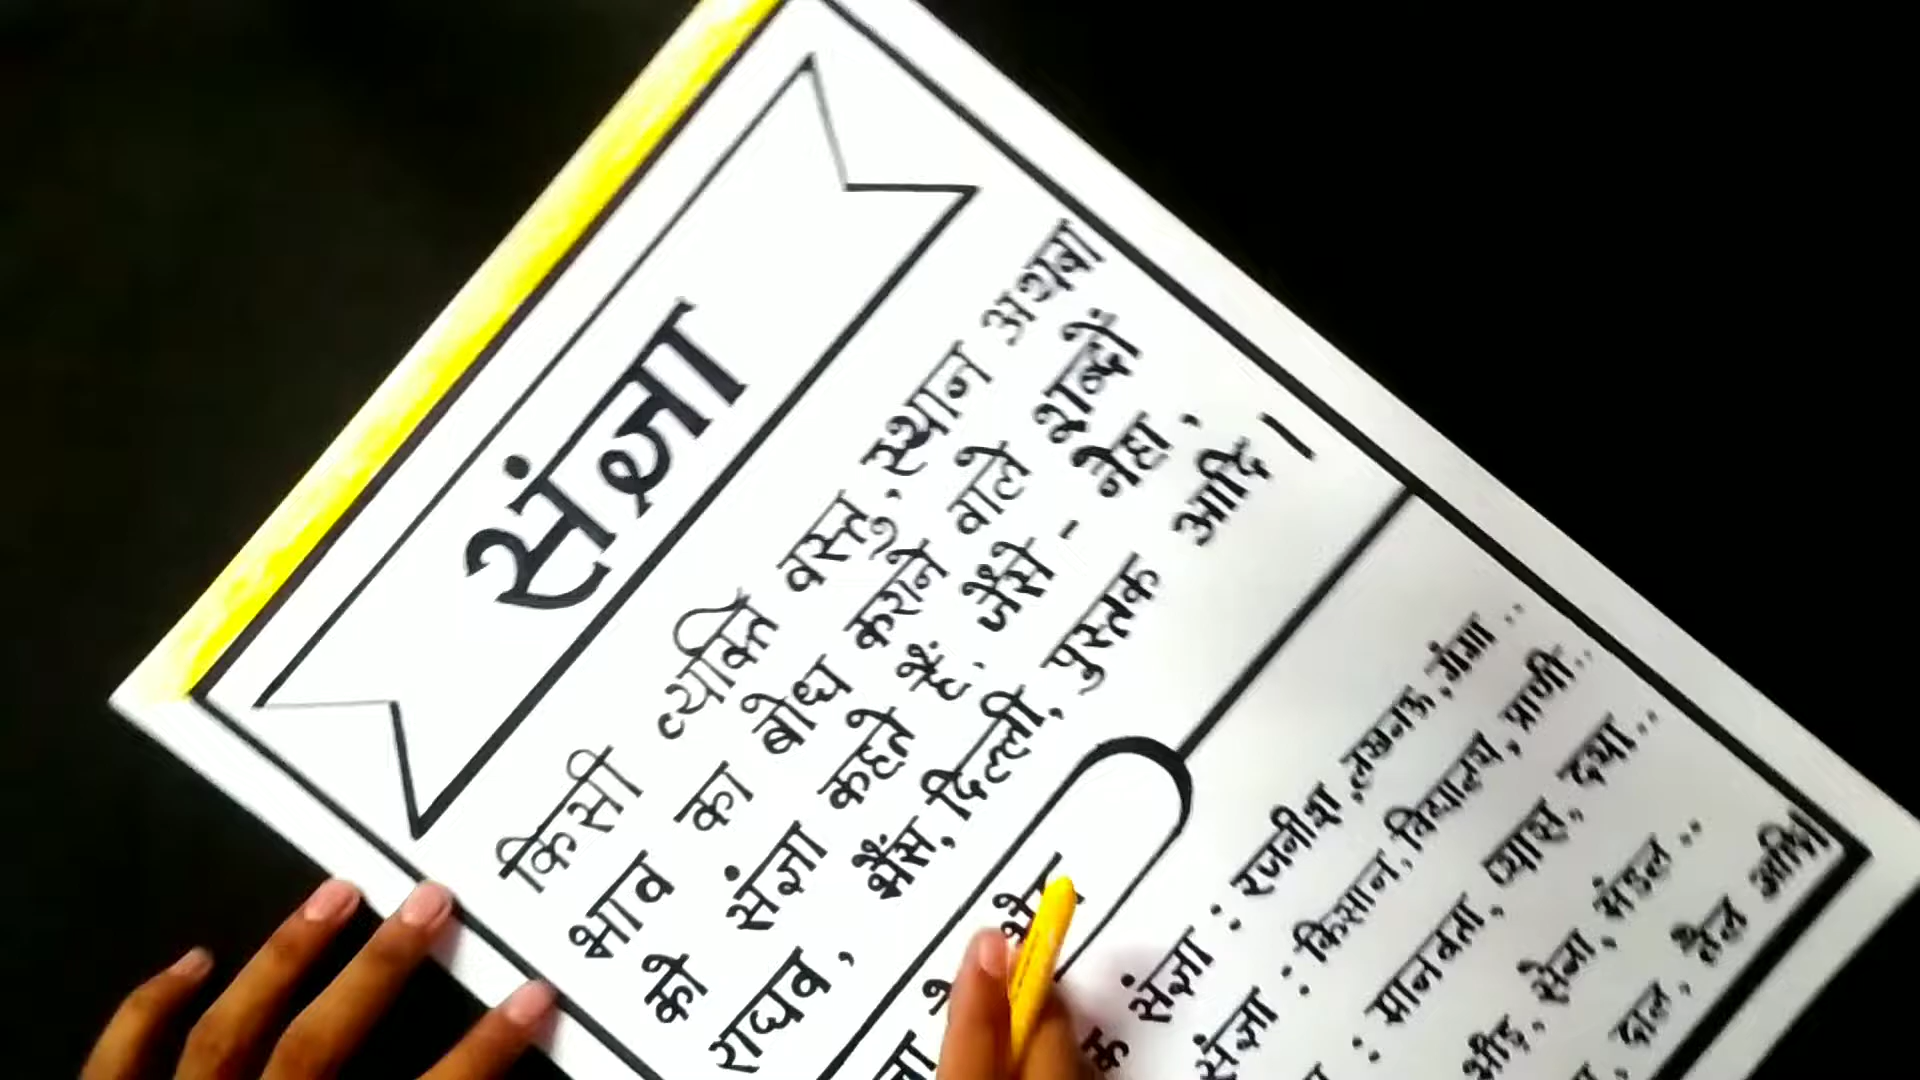 संज्ञा
किसी व्यक्ति वस्तु, स्थान अथवा
भाव का बोध कराने वाले शब्दों
को संज्ञा कहते हैं. जैसे - नेहा,
राघव, भैंस, दिल्ली, पुस्तक आदि ।
के
संज्ञा : रजनीश, लखनऊ, गंगा ..
संज्ञा : किसान, विद्यालय, प्राणी..
: मानवता, प्यास, दया..
भीड़, सेना, मंडल ..
, दाल, तेल आदि।